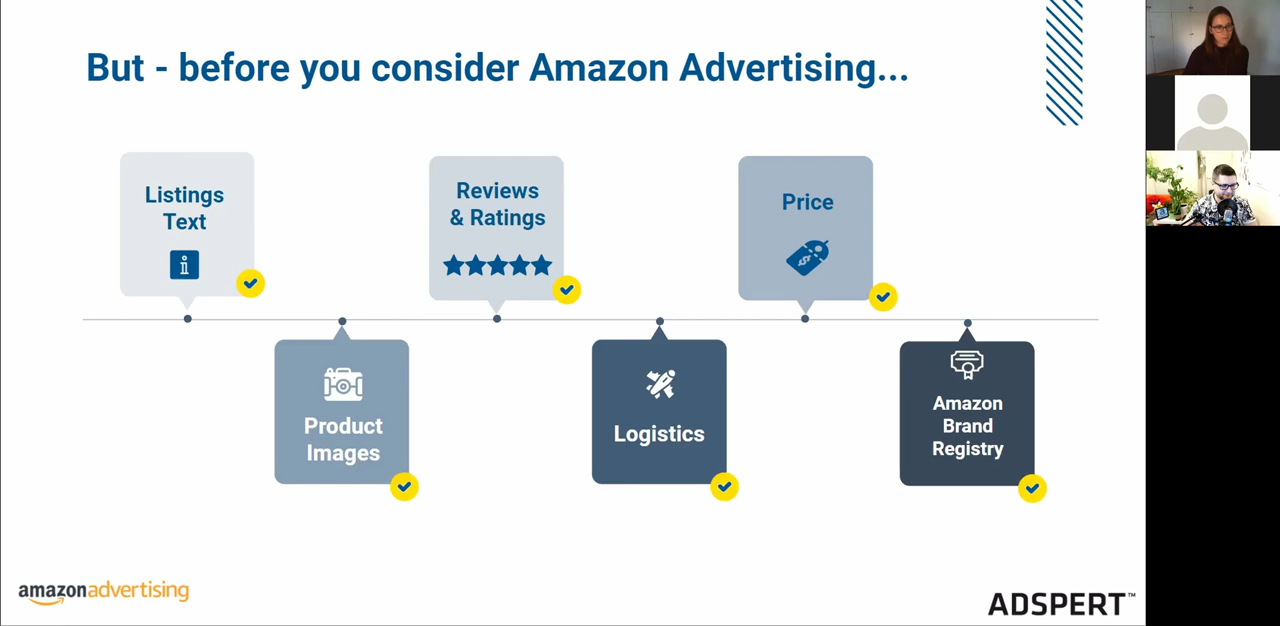 But - before you consider Amazon Advertising...
Listings
Text
Reviews
& Ratings
Price
Product
Images
Logistics
Amazon
Brand
Registry
amazonadvertising
ADSPERT™